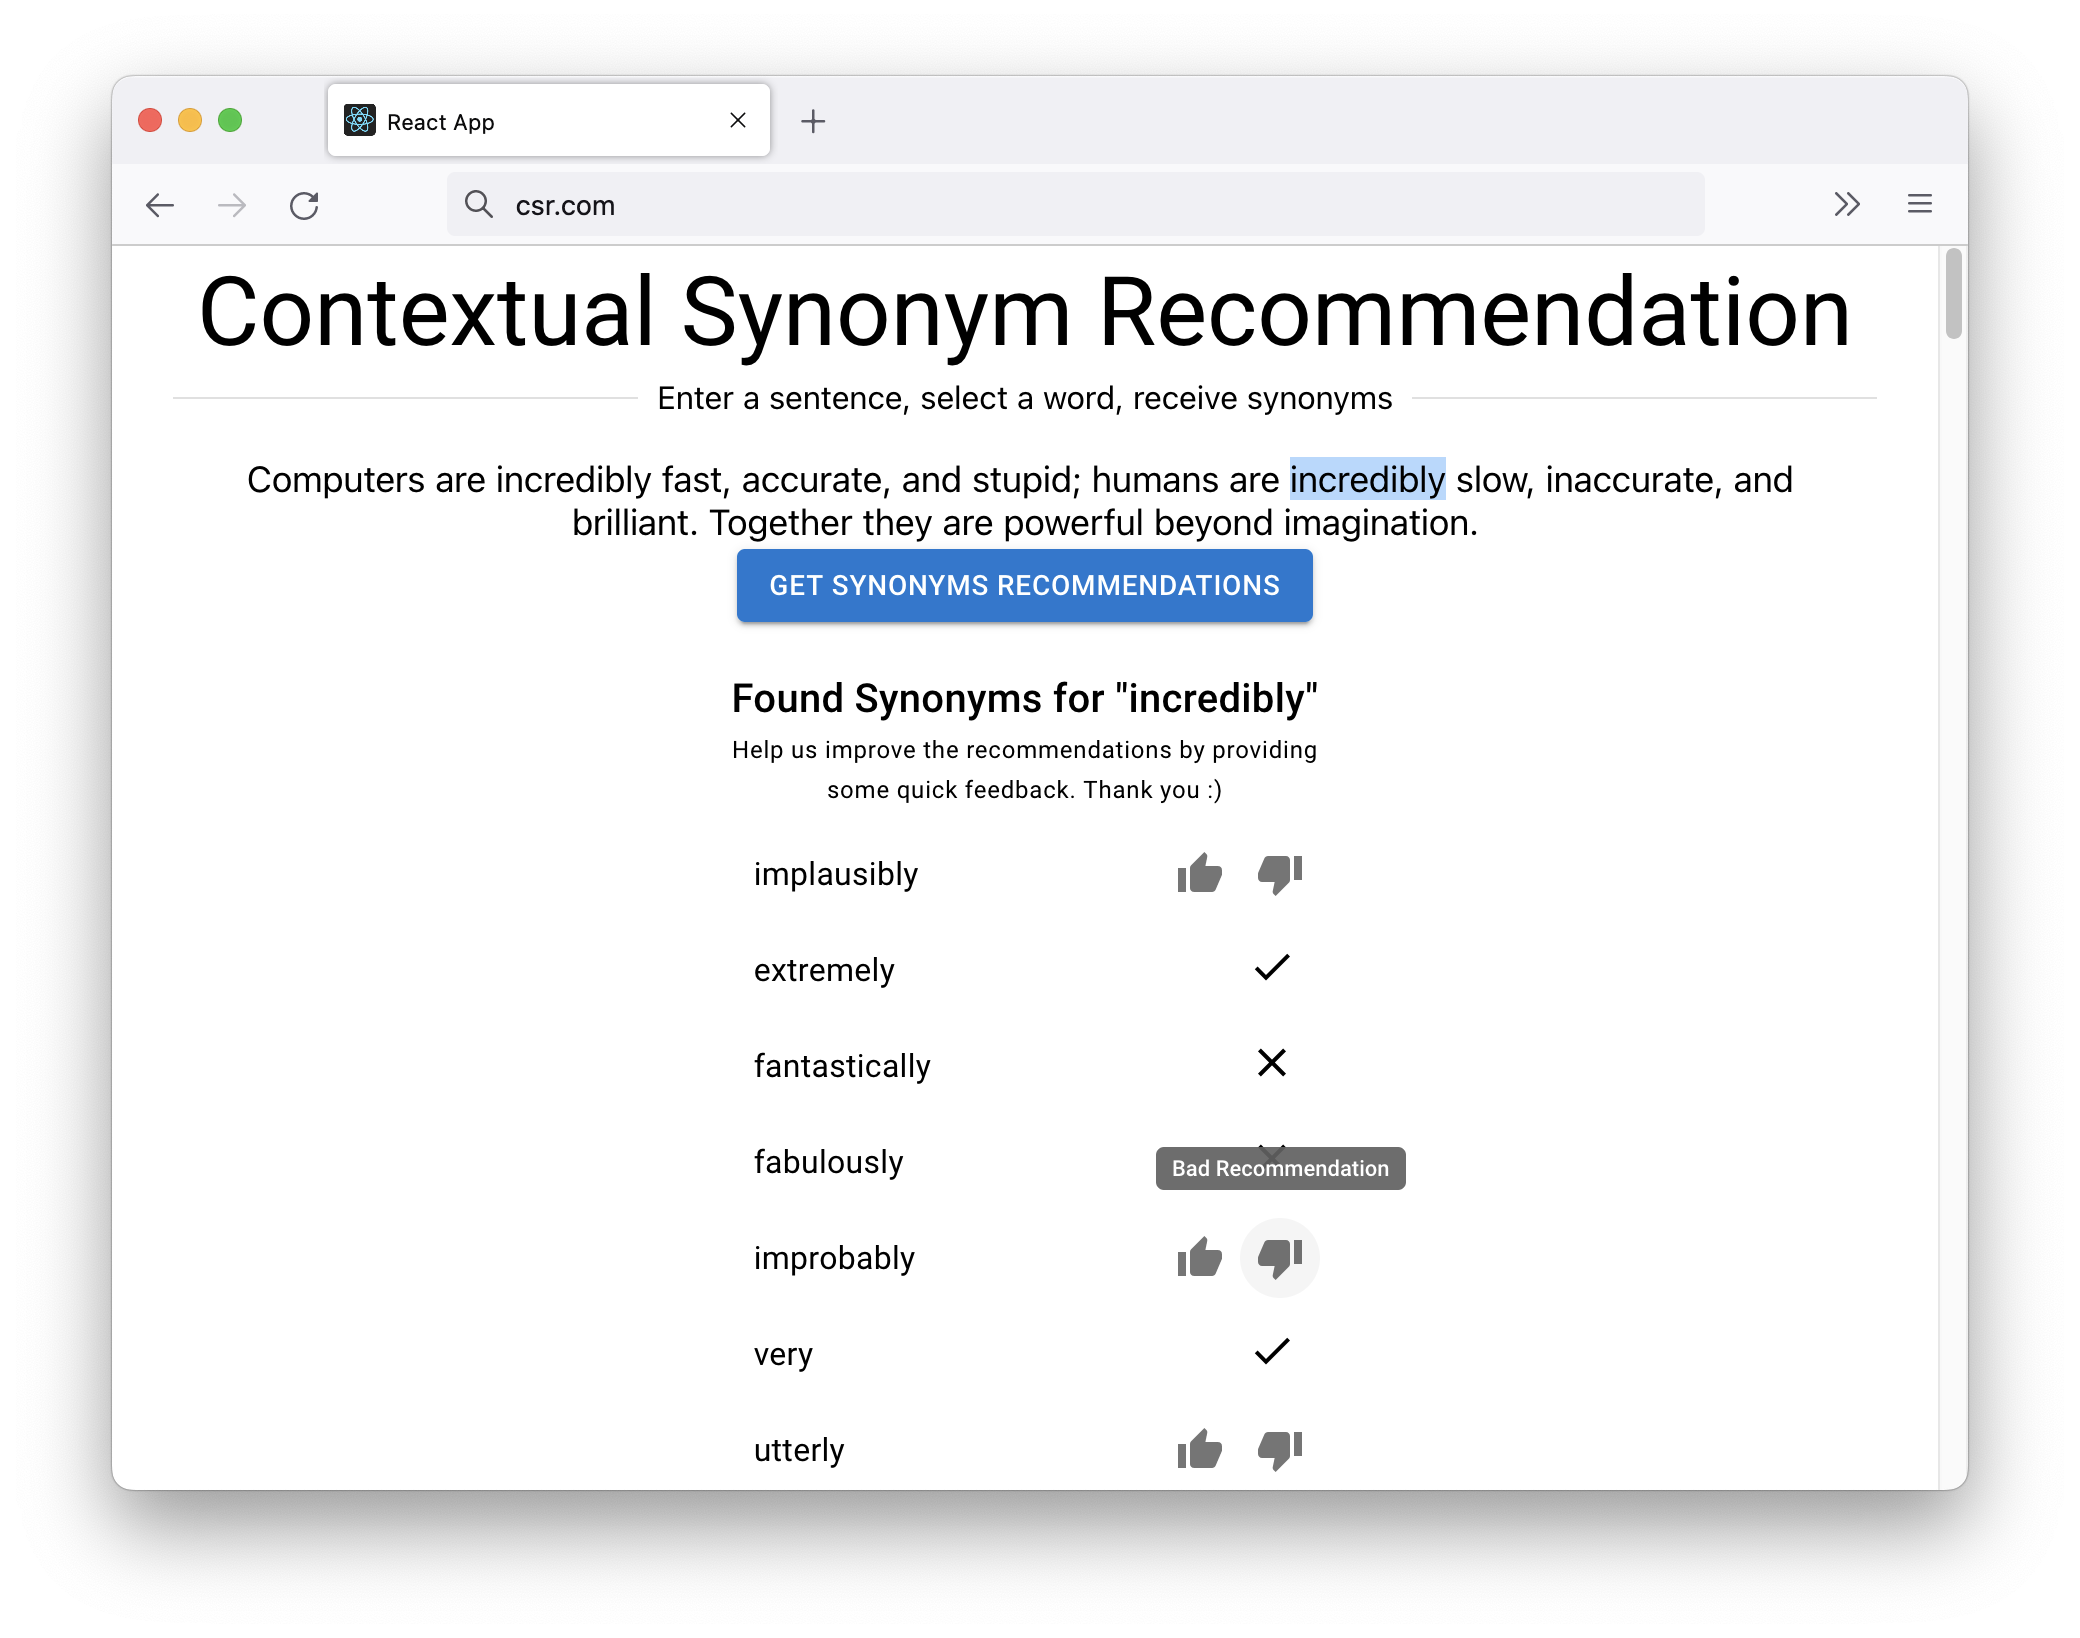 React App
csr.com
Contextual Synonym Recommendation
Enter a sentence, select a word, receive synonyms
Computers are incredibly fast, accurate, and stupid; humans are incredibly slow, inaccurate, and
brilliant. Together they are powerful beyond imagination.
GET SYNONYMS RECOMMENDATIONS
Found Synonyms for "incredibly"
Help us improve the recommendations by providing
some quick feedback. Thank you :)
implausibly
extremely
fantastically
fabulously
Bad Recommendation
improbably
very
utterly